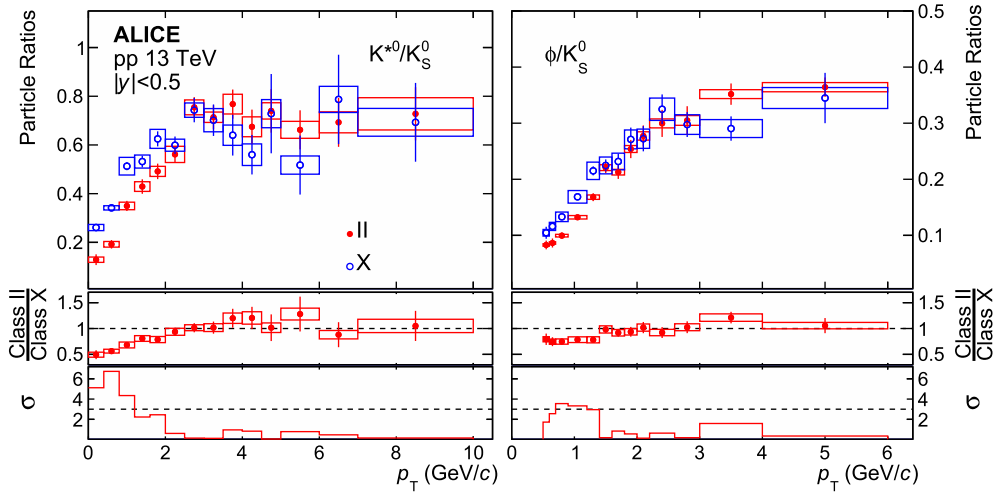 Particle Ratios
ALICE
pp 13 TeV
|y|<0.5
K*0/K0S
II
X
1
0.8
0.6
0.4
0.2
ϕ/K0S
Particle Ratios
0.5
0.4
0.3
0.2
0.1
Class II
Class X
1.5
1
0.5
Class II
Class X
1.5
1
0.5
σ
6
4
2
σ
6
4
2
0 2 4 6 8 10
pT (GeV/c)
0 1 2 3 4 5 6
pT (GeV/c)